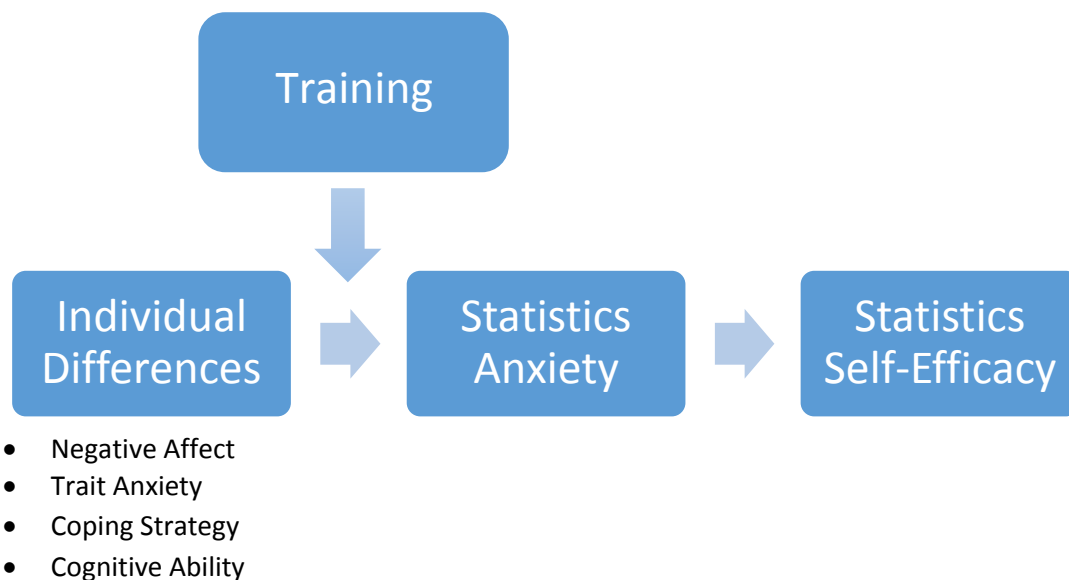 Training
Individual
Differences
Statistics
Anxiety
Statistics
Self-Efficacy
• Negative Affect
• Trait Anxiety
• Coping Strategy
• Cognitive Ability